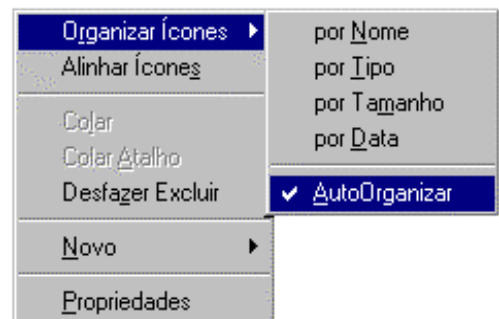 Organizar Ícones
Alinhar Ícones
Colar
Colar Atalho
Desfazer Excluir
Novo
Propriedades
por Nome
por Tipo
por Tamanho
por Data
AutoOrganizar